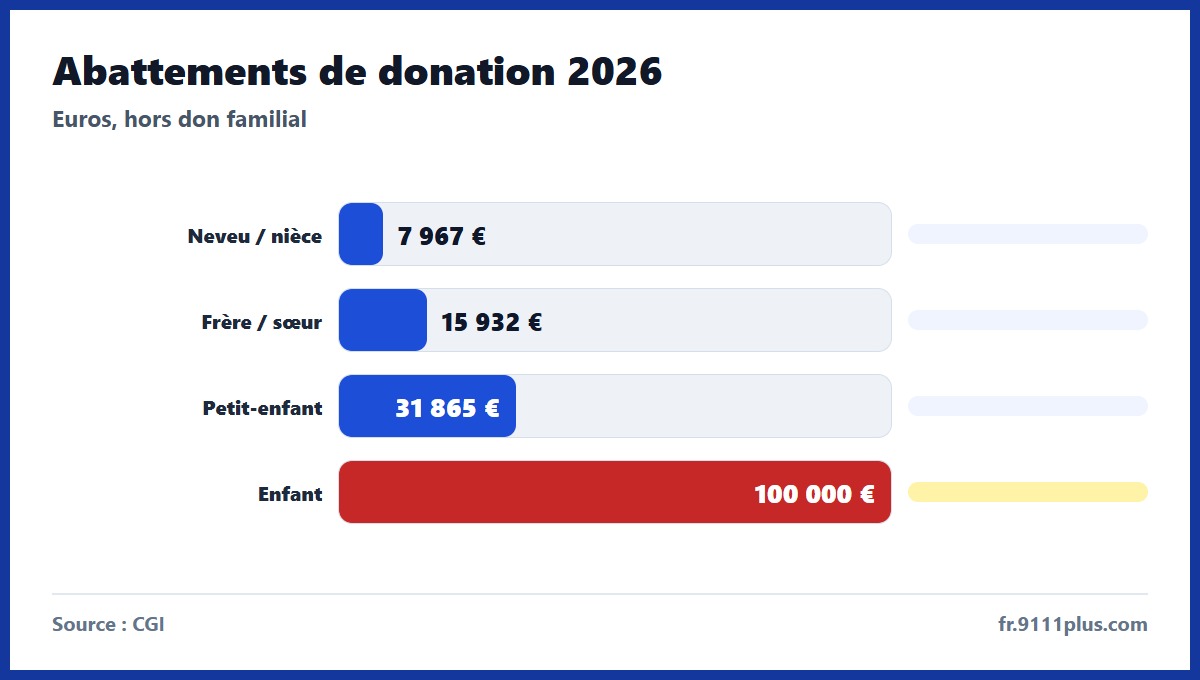 Abattements de donation 2026
Euros, hors don familial
Neveu / nièce 7 967 €
Frère / sœur 15 932 €
Petit-enfant 31 865 €
Enfant 100 000 €
Source : CGI fr.9111plus.com